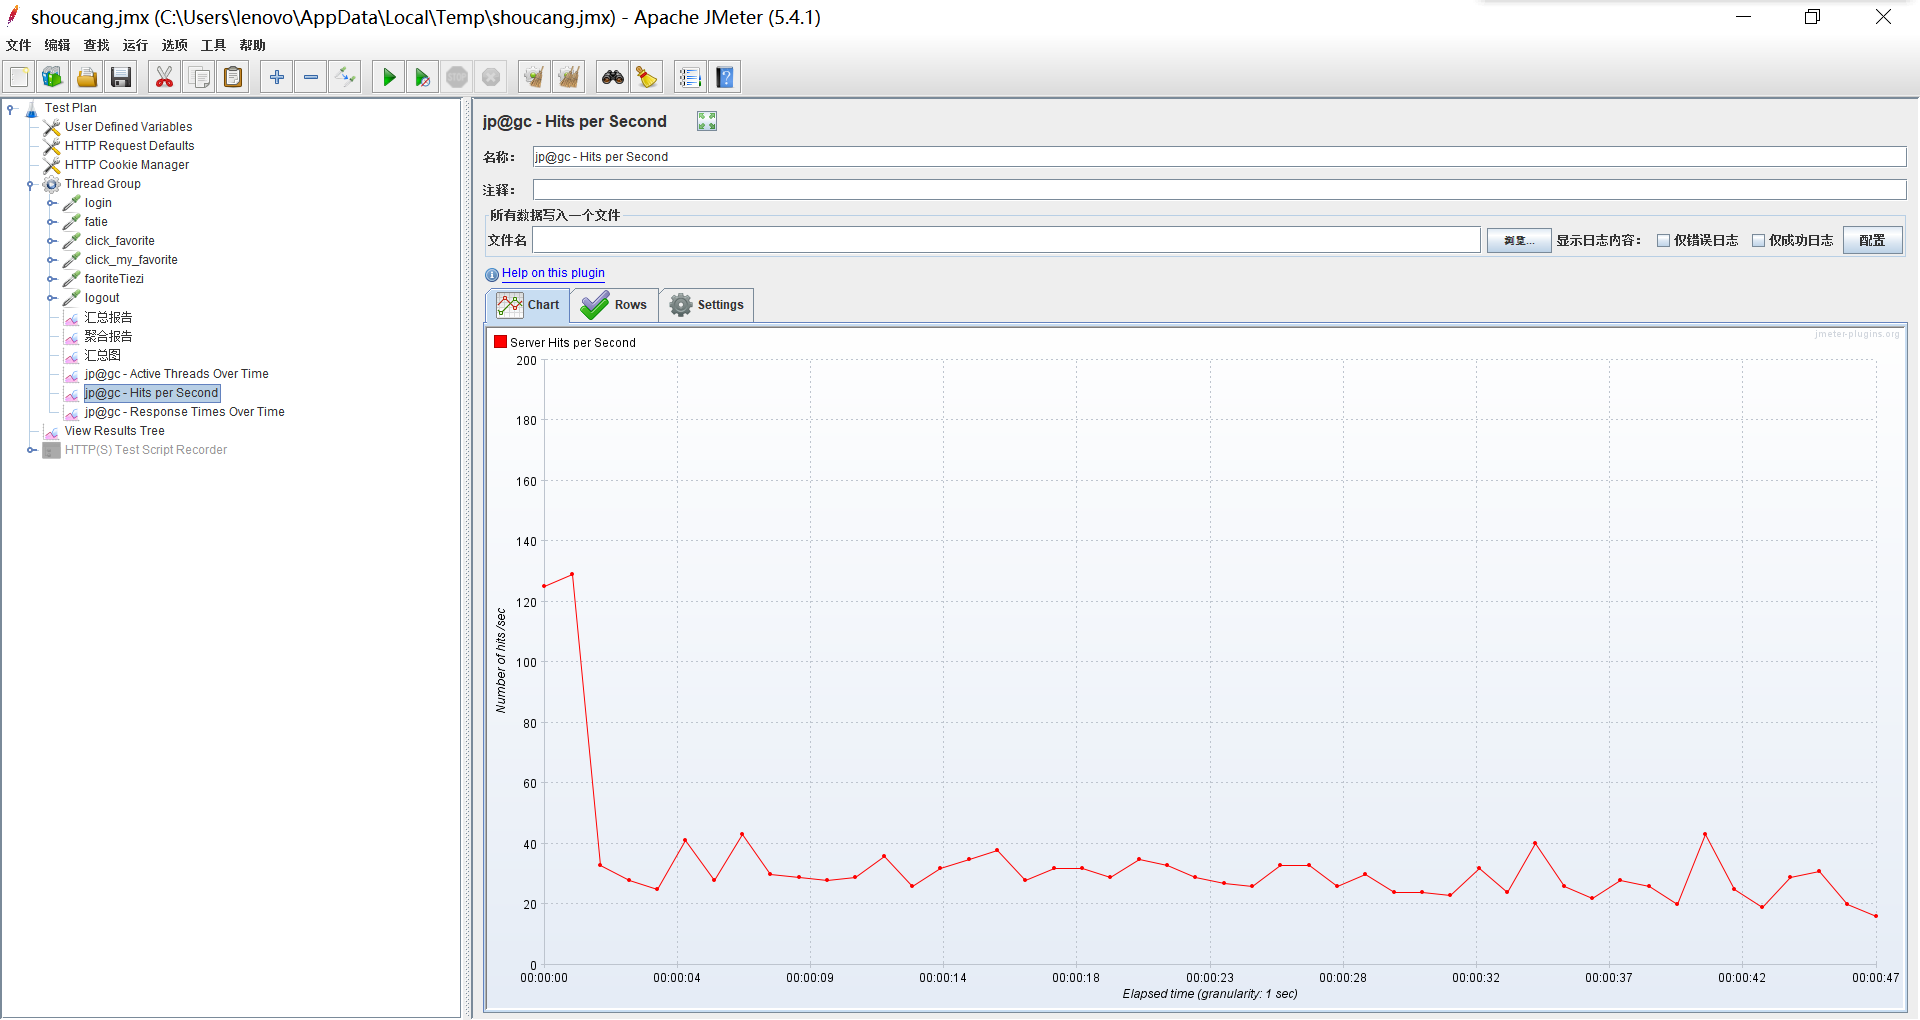 shoucang.jmx (C:\Users\lenovo\AppData\Local\Temp\shoucang.jmx) - Apache JMeter (5.4.1)
文件 编辑 查找 运行 选项 工具 帮助
STOP
Test Plan
User Defined Variables
HTTP Request Defaults
HTTP Cookie Manager
Thread Group
login
fatie
click_favorite
click_my_favorite
faoriteTiezi
logout
汇总报告
聚合报告
汇总图
jp@gc - Active Threads Over Time
jp@gc - Hits per Second
jp@gc - Response Times Over Time
View Results Tree
HTTP(S) Test Script Recorder
jp@gc - Hits per Second
名称： jp@gc - Hits per Second
注释：
所有数据写入一个文件
文件名 浏览... 显示日志内容： 仅错误日志 仅成功日志 配置
Help on this plugin
Chart Rows Settings
jmeter-plugins.org
Server Hits per Second
200
180
160
140
120
100
80
60
40
20
0
Number of hits /sec
00:00:00 00:00:04 00:00:09 00:00:14 00:00:18 00:00:23 00:00:28 00:00:32 00:00:37 00:00:42 00:00:47
Elapsed time (granularity: 1 sec)